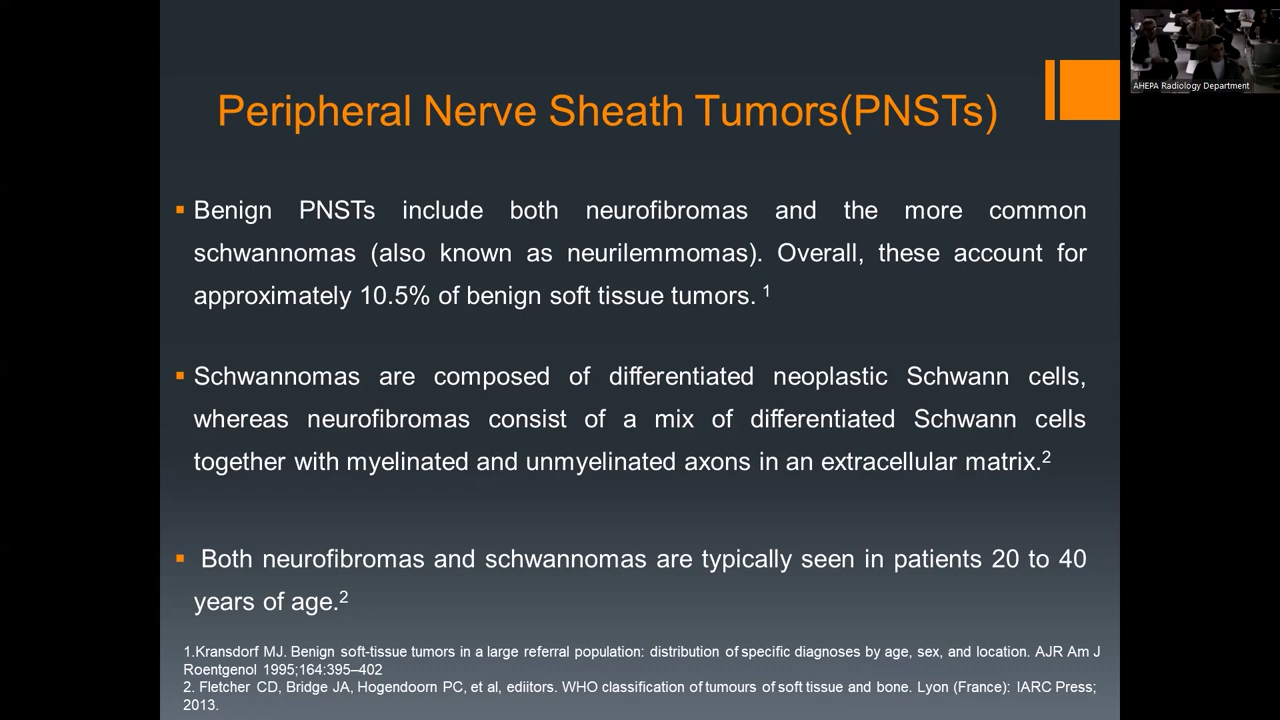 AHEPA Radiology Department
Peripheral Nerve Sheath Tumors(PNSTs)
▪ Benign PNSTs include both neurofibromas and the more common
schwannomas (also known as neurilemmomas). Overall, these account for
approximately 10.5% of benign soft tissue tumors. 1
▪ Schwannomas are composed of differentiated neoplastic Schwann cells,
whereas neurofibromas consist of a mix of differentiated Schwann cells
together with myelinated and unmyelinated axons in an extracellular matrix.2
▪ Both neurofibromas and schwannomas are typically seen in patients 20 to 40
years of age.2
1.Kransdorf MJ. Benign soft-tissue tumors in a large referral population: distribution of specific diagnoses by age, sex, and location. AJR Am J
Roentgenol 1995;164:395–402
2. Fletcher CD, Bridge JA, Hogendoorn PC, et al, ediitors. WHO classification of tumours of soft tissue and bone. Lyon (France): IARC Press;
2013.